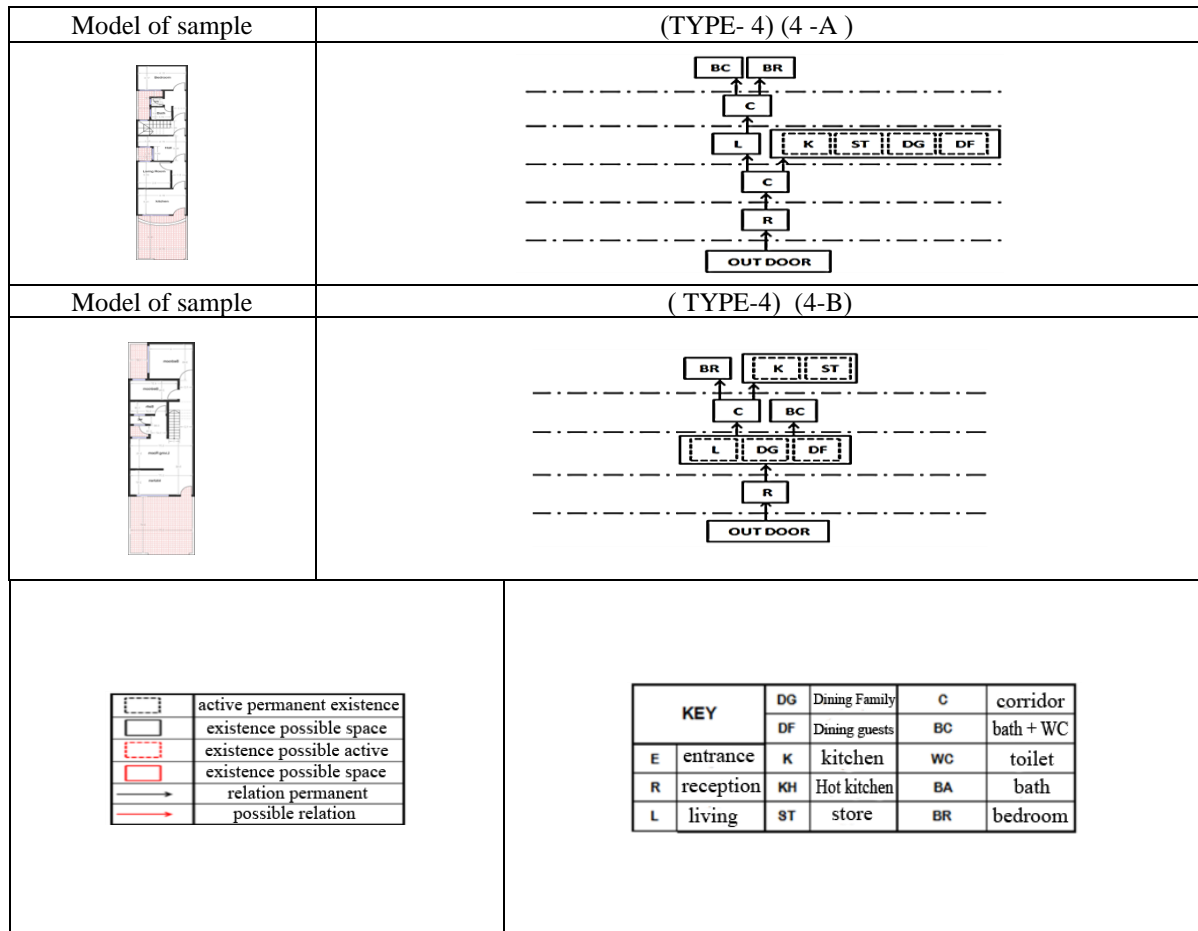 Model of sample
(TYPE- 4) (4 -A )
BC BR
C
L K ST DG DF
C
R
OUT DOOR
Model of sample
( TYPE-4) (4-B)
BR K ST
C BC
L DG DF
R
OUT DOOR
active permanent existence
existence possible space
existence possible active
existence possible space
relation permanent
possible relation
KEY DG Dining Family C corridor
DF Dining guests BC bath + WC
E entrance K kitchen WC toilet
R reception KH Hot kitchen BA bath
L living ST store BR bedroom